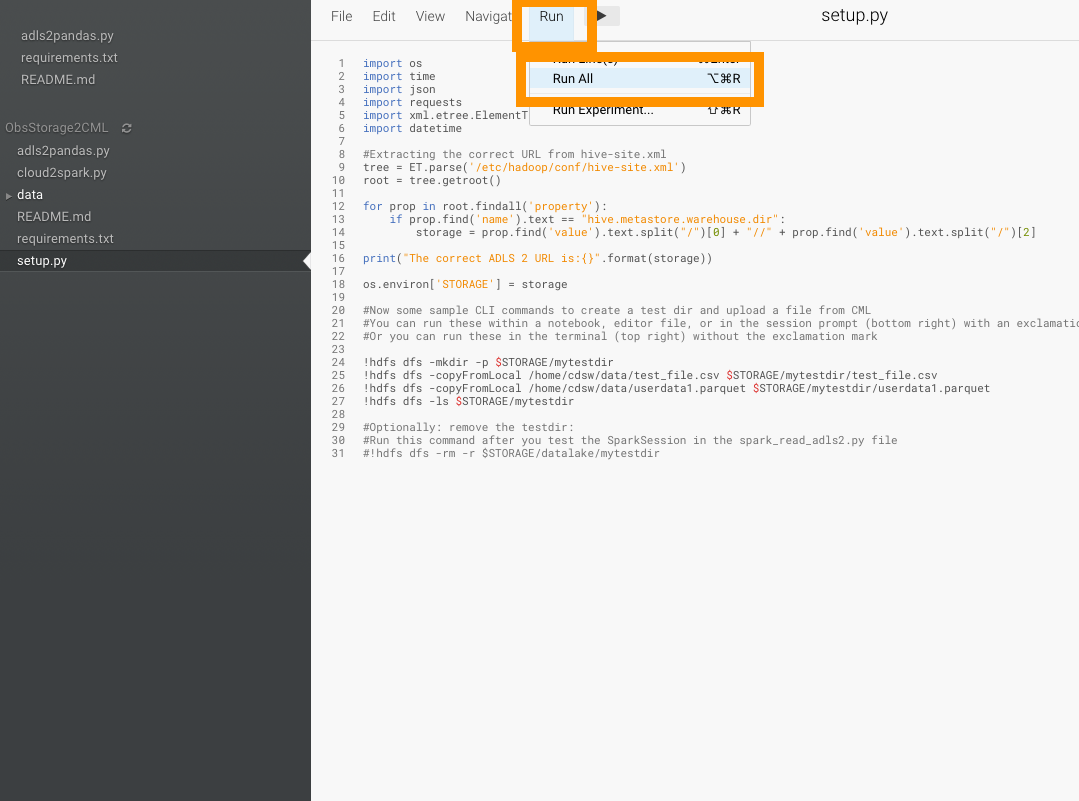 adls2pandas.py
requirements.txt
README.md
ObsStorage2CML
adls2pandas.py
cloud2spark.py
data
README.md
requirements.txt
setup.py
File Edit View Navigat Run
setup.py
Run All ⌥⌘R
Run Experiment... ⇧⌘R
1 import os
2 import time
3 import json
4 import requests
5 import xml.etree.ElementT
6 import datetime
7
8 #Extracting the correct URL from hive-site.xml
9 tree = ET.parse('/etc/hadoop/conf/hive-site.xml')
10 root = tree.getroot()
11
12 for prop in root.findall('property'):
13     if prop.find('name').text == "hive.metastore.warehouse.dir":
14         storage = prop.find('value').text.split("/")[0] + "//" + prop.find('value').text.split("/")[2]
15
16 print("The correct ADLS 2 URL is:{}".format(storage))
17
18 os.environ['STORAGE'] = storage
19
20 #Now some sample CLI commands to create a test dir and upload a file from CML
21 #You can run these within a notebook, editor file, or in the session prompt (bottom right) with an exclamatio
22 #Or you can run these in the terminal (top right) without the exclamation mark
23
24 !hdfs dfs -mkdir -p $STORAGE/mytestdir
25 !hdfs dfs -copyFromLocal /home/cdsw/data/test_file.csv $STORAGE/mytestdir/test_file.csv
26 !hdfs dfs -copyFromLocal /home/cdsw/data/userdata1.parquet $STORAGE/mytestdir/userdata1.parquet
27 !hdfs dfs -ls $STORAGE/mytestdir
28
29 #Optionally: remove the testdir:
30 #Run this command after you test the SparkSession in the spark_read_adls2.py file
31 #!hdfs dfs -rm -r $STORAGE/datalake/mytestdir